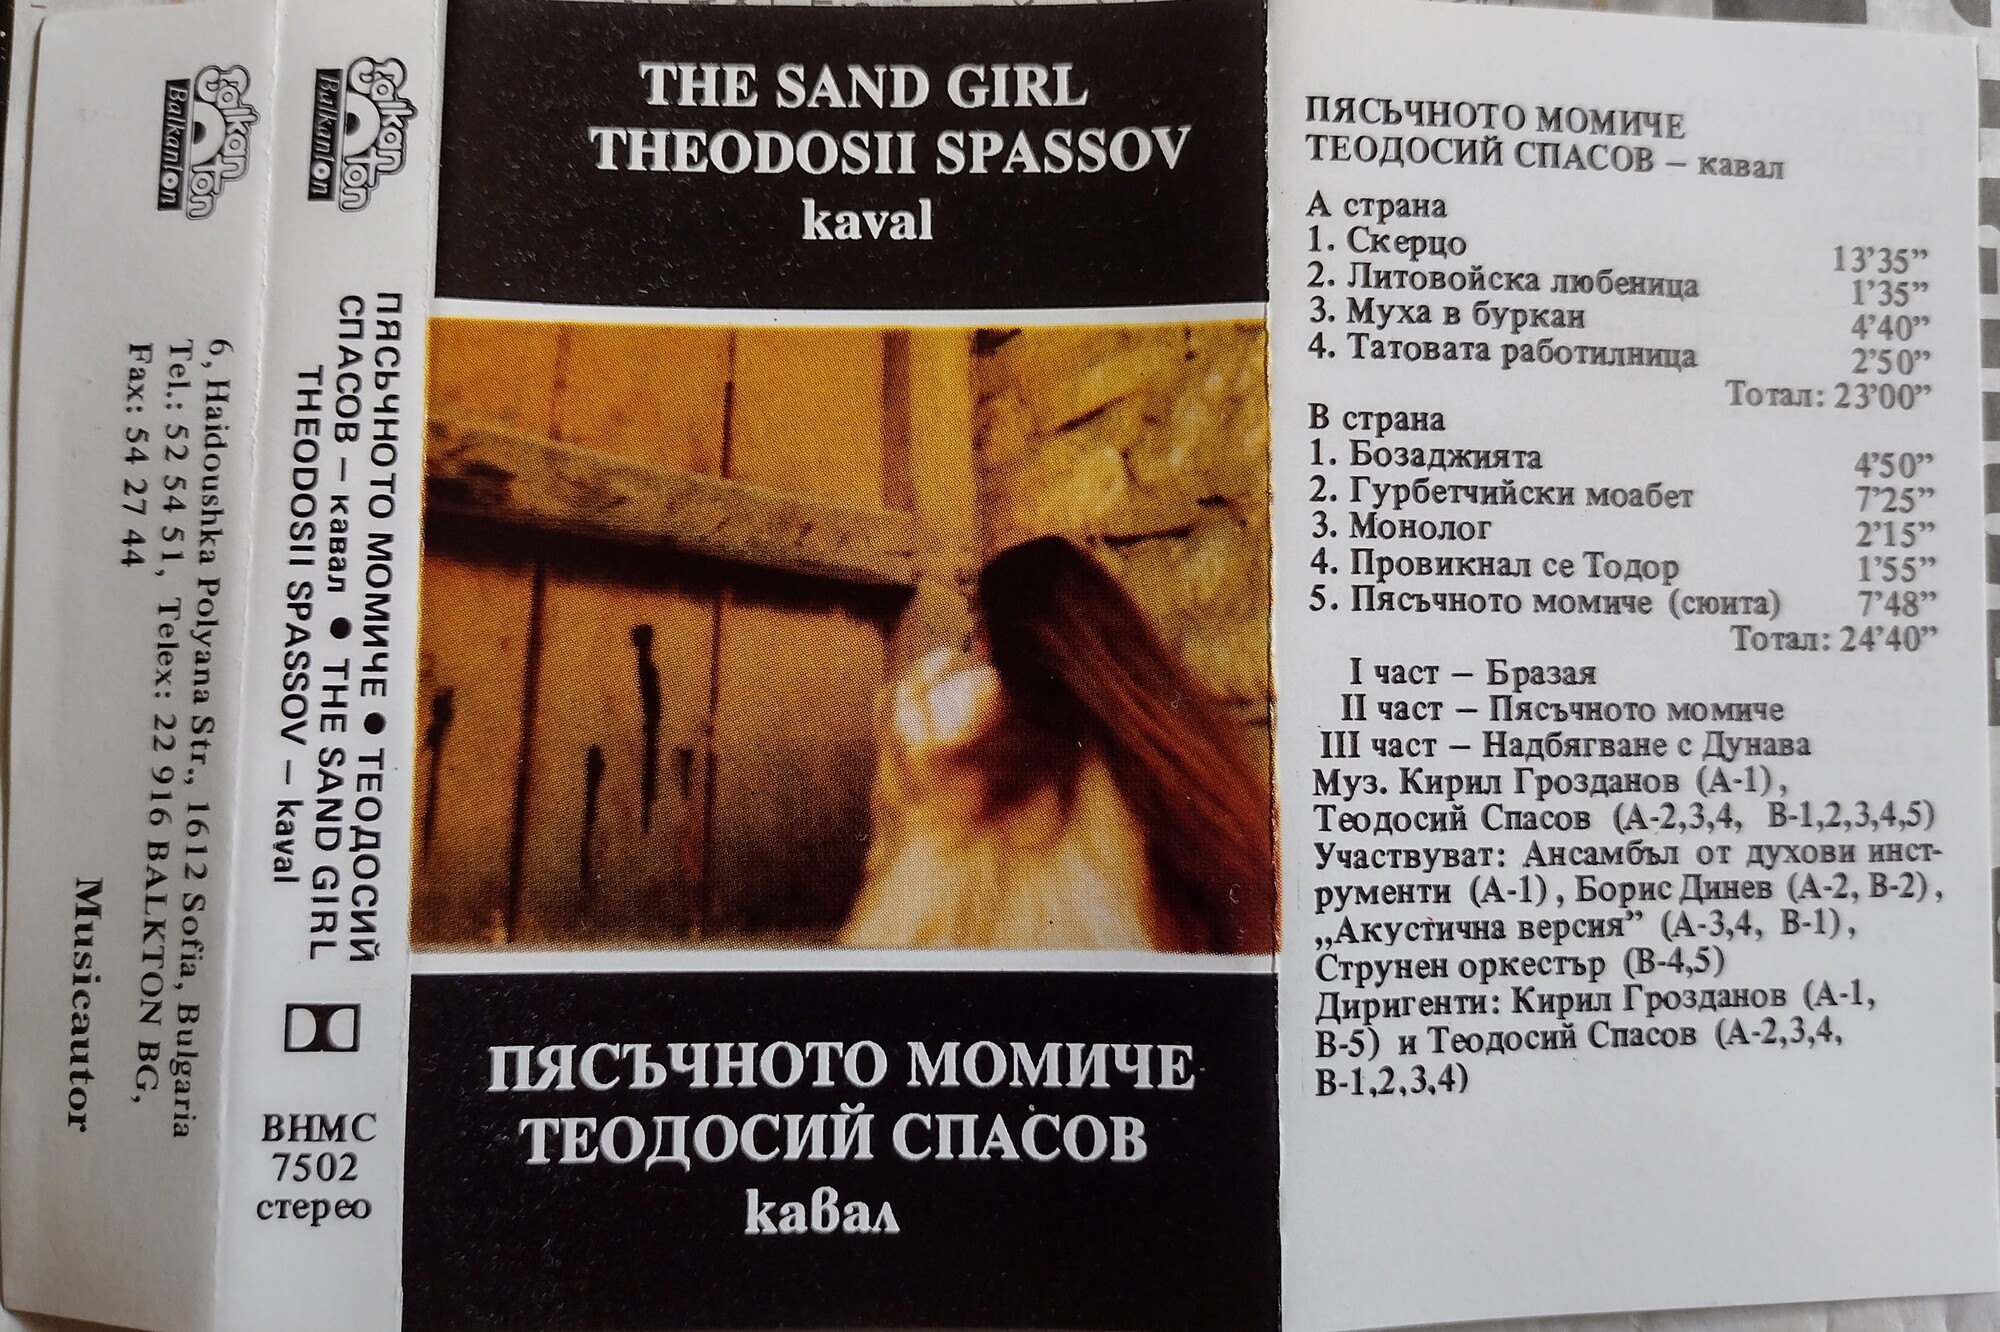 Balkanton
Balkanton
6, Haidoushka Polyana Str., 1612 Sofia, Bulgaria
Tel.: 52 54 51, Telex: 22 916 BALKTON BG,
Fax: 54 27 44
Musicautor
Balkanton
Balkanton
ПЯСЪЧНОТО МОМИЧЕ ● ТЕОДОСИЙ
СПАСОВ – кавал ● THE SAND GIRL
THEODOSII SPASSOV – kaval
ВНМС
7502
стерео
THE SAND GIRL
THEODOSII SPASSOV
kaval
ПЯСЪЧНОТО МОМИЧЕ
ТЕОДОСИЙ СПАСОВ
кавал
ПЯСЪЧНОТО МОМИЧЕ
ТЕОДОСИЙ СПАСОВ – кавал
А страна
1. Скерцо 13'35”
2. Литовойска любеница 1'35”
3. Муха в буркан 4'40”
4. Татовата работилница 2'50”
Тотал: 23'00”
В страна
1. Бозаджията 4'50”
2. Гурбетчийски моабет 7'25”
3. Монолог 2'15”
4. Провикнал се Тодор 1'55”
5. Пясъчното момиче (сюита) 7'48”
Тотал: 24'40”
I част – Бразая
II част – Пясъчното момиче
III част – Надбягване с Дунава
Муз. Кирил Грозданов (А-1),
Теодосий Спасов (А-2,3,4, В-1,2,3,4,5)
Участвуват: Ансамбъл от духови инст-
рументи (А-1), Борис Динев (А-2, В-2),
„Акустична версия” (А-3,4, В-1),
Струнен оркестър (В-4,5)
Диригенти: Кирил Грозданов (А-1,
В-5) и Теодосий Спасов (А-2,3,4,
В-1,2,3,4)